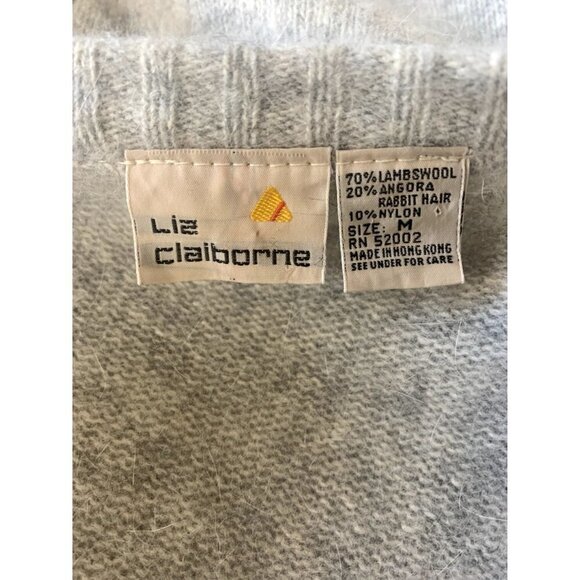 Liz
claiborne
70% LAMBSWOOL
20% ANGORA
RABBIT HAIR
10% NYLON
SIZE: M
RN 52002
MADE IN HONG KONG
SEE UNDER FOR CARE